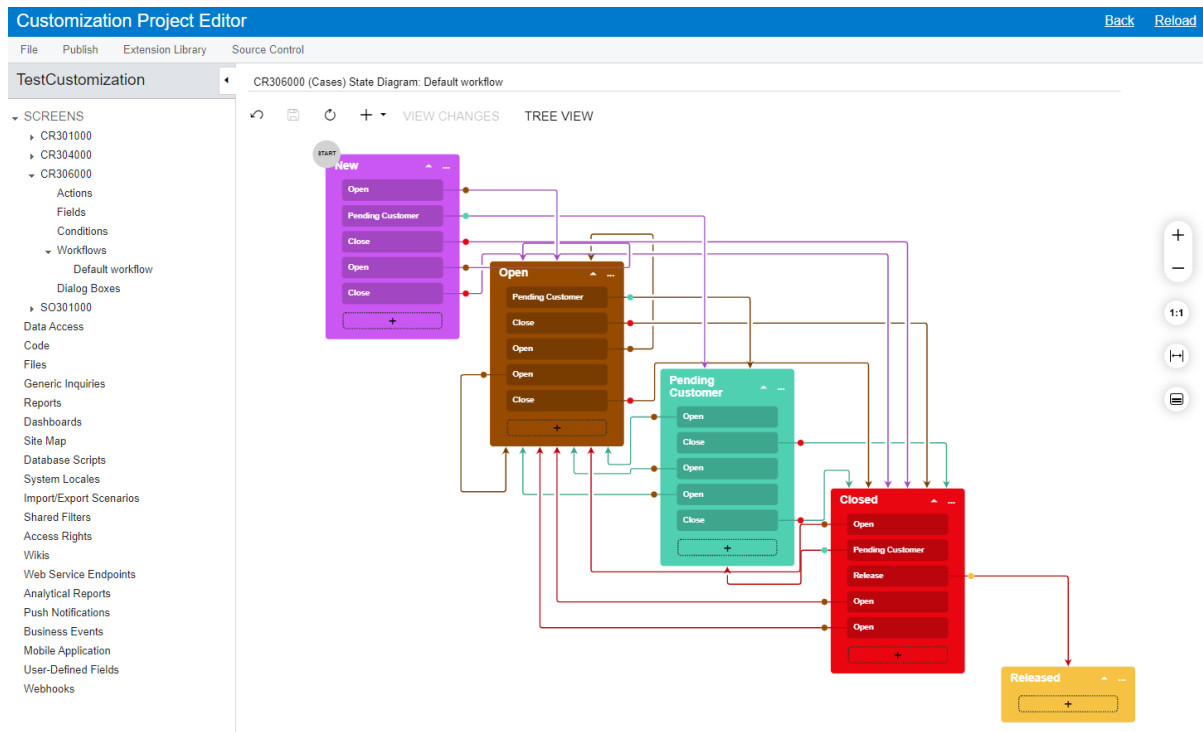 Customization Project Editor
Back
Reload
File
Publish
Extension Library
Source Control
TestCustomization
CR306000 (Cases) State Diagram: Default workflow
VIEW CHANGES
TREE VIEW
SCREENS
CR301000
CR304000
CR306000
Actions
Fields
Conditions
Workflows
Default workflow
Dialog Boxes
SO301000
Data Access
Code
Files
Generic Inquiries
Reports
Dashboards
Site Map
Database Scripts
System Locales
Import/Export Scenarios
Shared Filters
Access Rights
Wikis
Web Service Endpoints
Analytical Reports
Push Notifications
Business Events
Mobile Application
User-Defined Fields
Webhooks
START
New
Open
Pending Customer
Close
Open
Close
+
Open
Pending Customer
Close
Open
Open
Close
+
Pending
Customer
Open
Close
Open
Open
Close
+
Closed
Open
Pending Customer
Release
Open
Open
+
Released
+
1:1